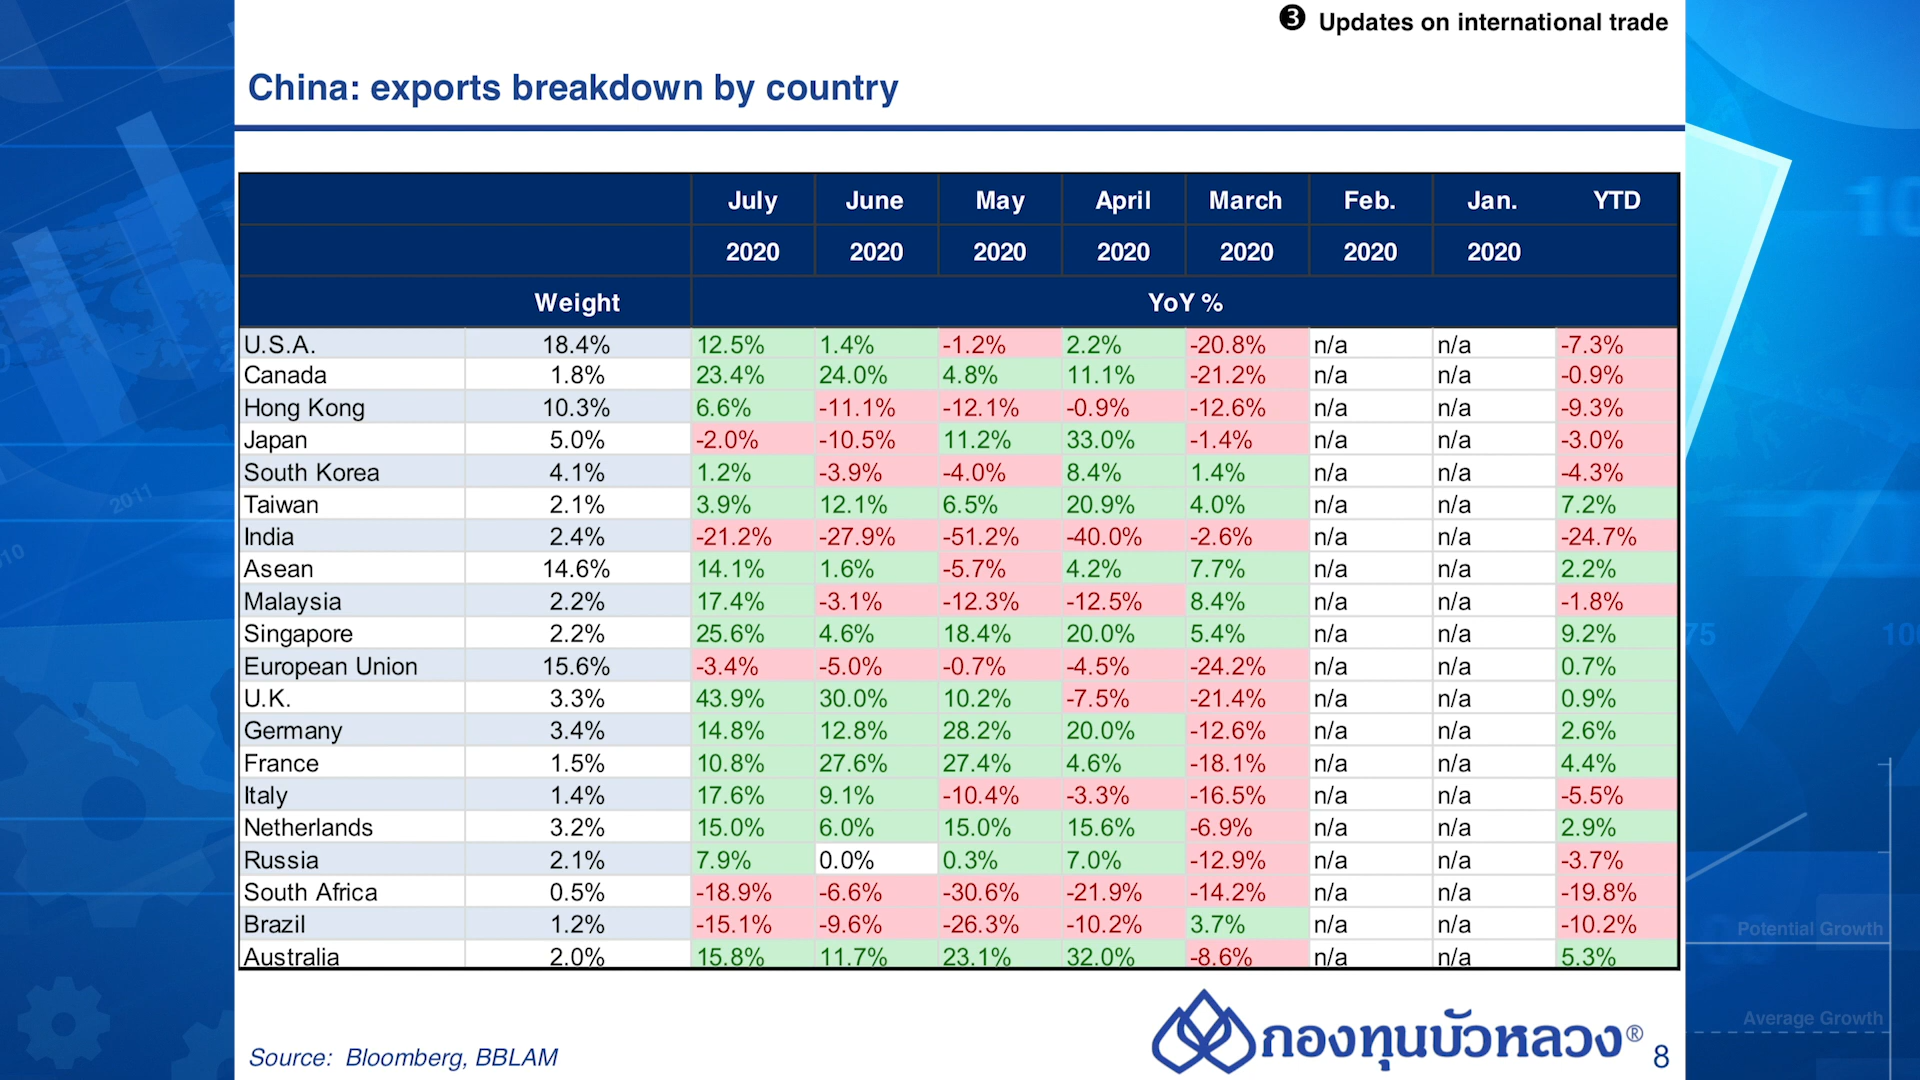 ❸ Updates on international trade
China: exports breakdown by country
July June May April March Feb. Jan. YTD
2020 2020 2020 2020 2020 2020 2020
Weight YoY %
U.S.A. 18.4% 12.5% 1.4% -1.2% 2.2% -20.8% n/a n/a -7.3%
Canada 1.8% 23.4% 24.0% 4.8% 11.1% -21.2% n/a n/a -0.9%
Hong Kong 10.3% 6.6% -11.1% -12.1% -0.9% -12.6% n/a n/a -9.3%
Japan 5.0% -2.0% -10.5% 11.2% 33.0% -1.4% n/a n/a -3.0%
South Korea 4.1% 1.2% -3.9% -4.0% 8.4% 1.4% n/a n/a -4.3%
Taiwan 2.1% 3.9% 12.1% 6.5% 20.9% 4.0% n/a n/a 7.2%
India 2.4% -21.2% -27.9% -51.2% -40.0% -2.6% n/a n/a -24.7%
Asean 14.6% 14.1% 1.6% -5.7% 4.2% 7.7% n/a n/a 2.2%
Malaysia 2.2% 17.4% -3.1% -12.3% -12.5% 8.4% n/a n/a -1.8%
Singapore 2.2% 25.6% 4.6% 18.4% 20.0% 5.4% n/a n/a 9.2%
European Union 15.6% -3.4% -5.0% -0.7% -4.5% -24.2% n/a n/a 0.7%
U.K. 3.3% 43.9% 30.0% 10.2% -7.5% -21.4% n/a n/a 0.9%
Germany 3.4% 14.8% 12.8% 28.2% 20.0% -12.6% n/a n/a 2.6%
France 1.5% 10.8% 27.6% 27.4% 4.6% -18.1% n/a n/a 4.4%
Italy 1.4% 17.6% 9.1% -10.4% -3.3% -16.5% n/a n/a -5.5%
Netherlands 3.2% 15.0% 6.0% 15.0% 15.6% -6.9% n/a n/a 2.9%
Russia 2.1% 7.9% 0.0% 0.3% 7.0% -12.9% n/a n/a -3.7%
South Africa 0.5% -18.9% -6.6% -30.6% -21.9% -14.2% n/a n/a -19.8%
Brazil 1.2% -15.1% -9.6% -26.3% -10.2% 3.7% n/a n/a -10.2%
Australia 2.0% 15.8% 11.7% 23.1% 32.0% -8.6% n/a n/a 5.3%
Source: Bloomberg, BBLAM
กองทุนบัวหลวง®
8
2011
Potential Growth
Average Growth